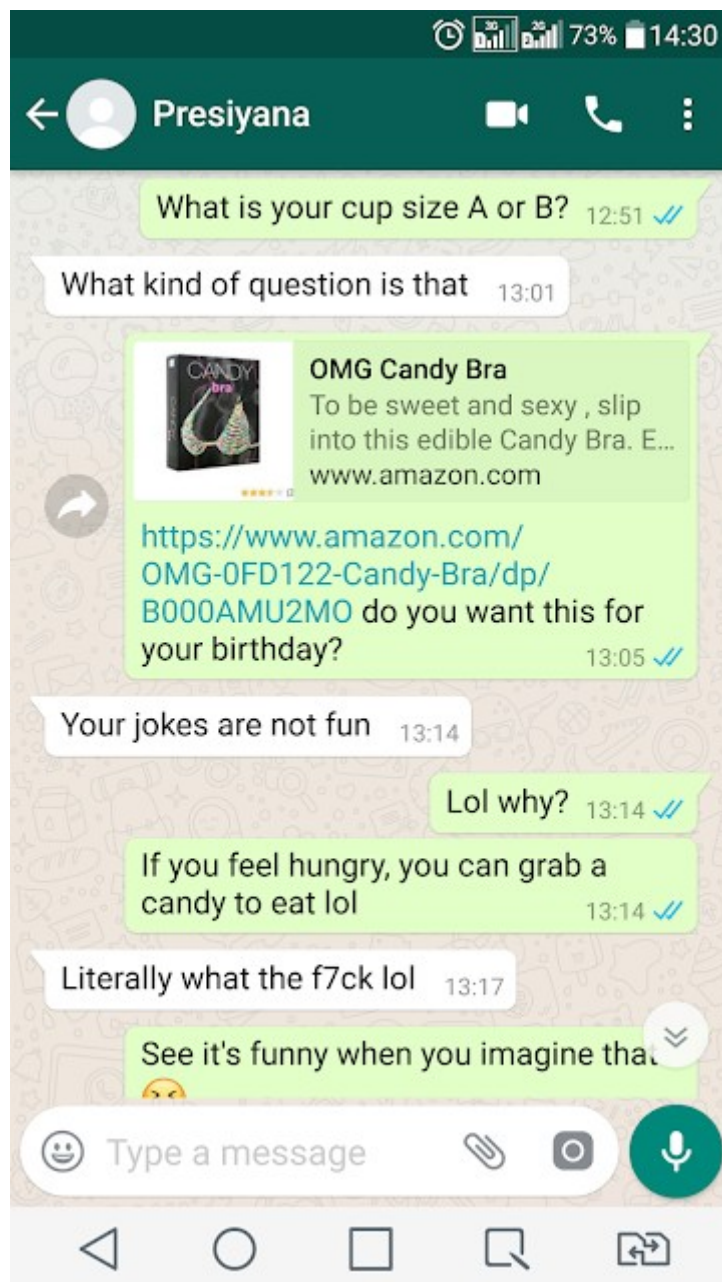 3G 3G 73% 14:30
Presiyana
What is your cup size A or B? 12:51
What kind of question is that 13:01
CANDY
bra
OMG Candy Bra
To be sweet and sexy , slip
into this edible Candy Bra. E...
www.amazon.com
https://www.amazon.com/
OMG-0FD122-Candy-Bra/dp/
B000AMU2MO do you want this for
your birthday? 13:05
Your jokes are not fun 13:14
Lol why? 13:14
If you feel hungry, you can grab a
candy to eat lol 13:14
Literally what the f7ck lol 13:17
See it's funny when you imagine that
Type a message